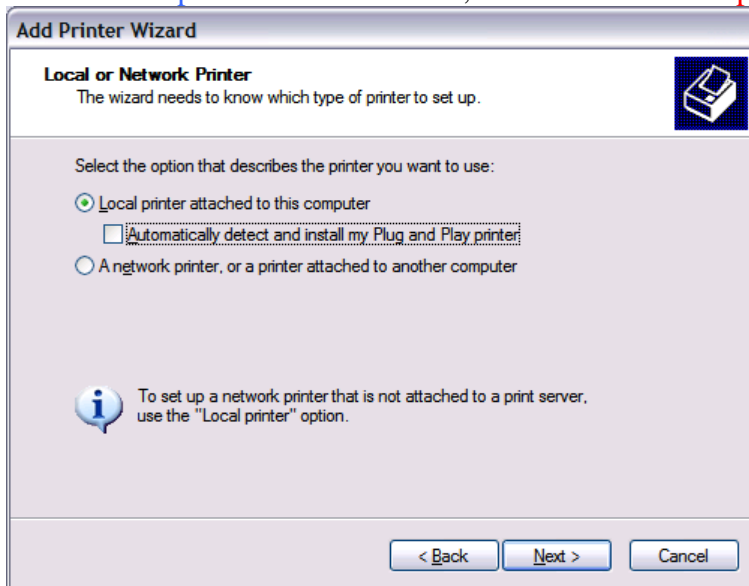 Add Printer Wizard
Local or Network Printer
The wizard needs to know which type of printer to set up.
Select the option that describes the printer you want to use:
Local printer attached to this computer
Automatically detect and install my Plug and Play printer
A network printer, or a printer attached to another computer
To set up a network printer that is not attached to a print server,
use the "Local printer" option.
< Back
Next >
Cancel